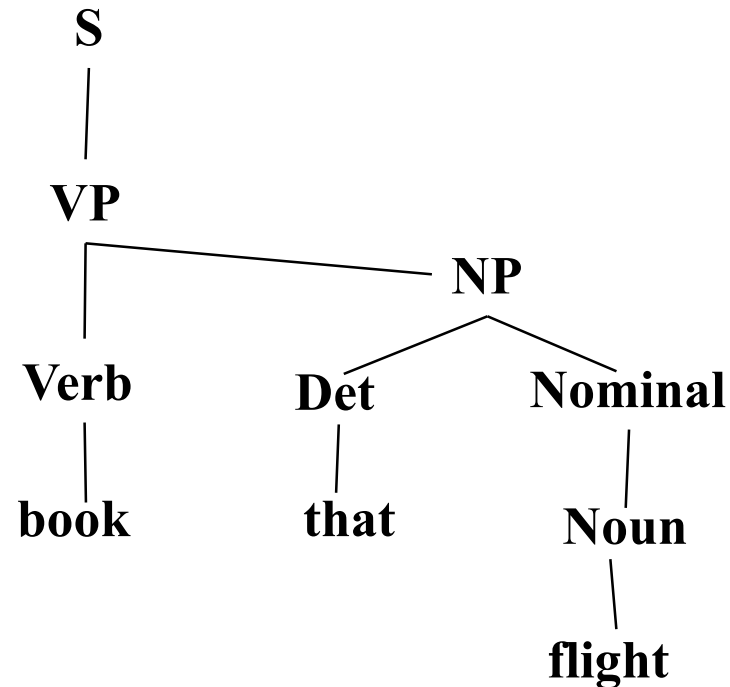 S
VP
NP
Verb
Det
Nominal
book
that
Noun
flight